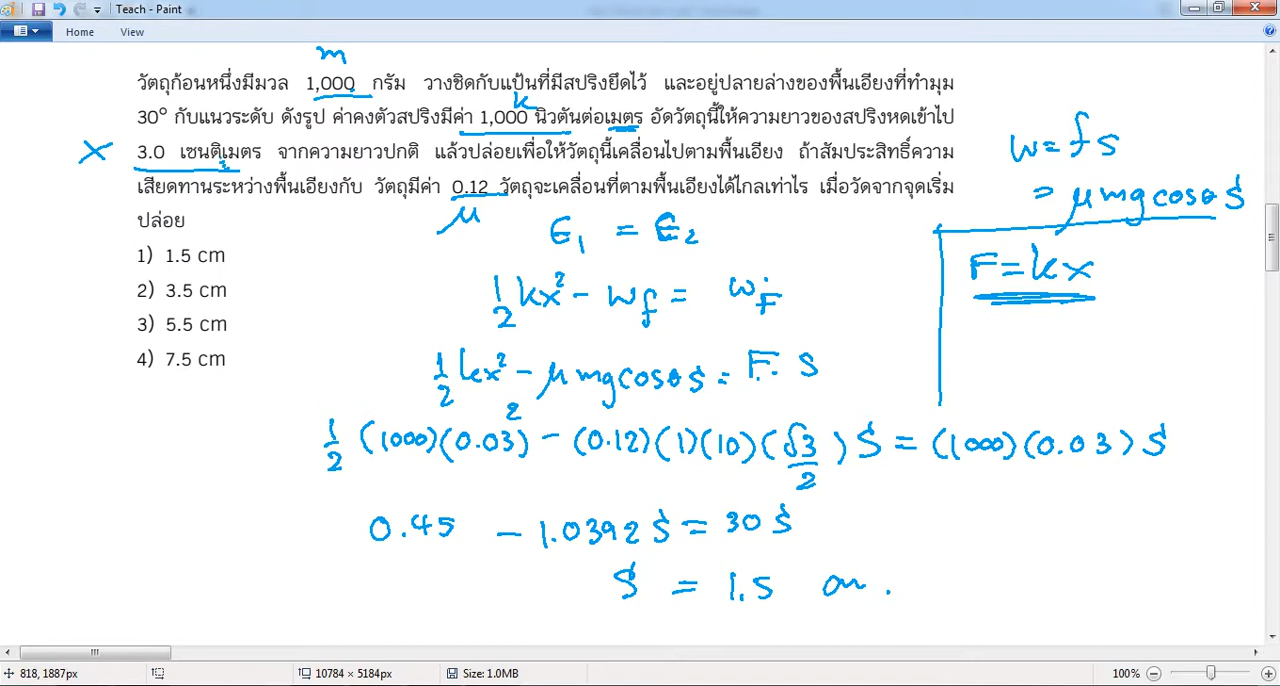 Teach - Paint
Home View
m
วัตถุก้อนหนึ่งมีมวล 1,000 กรัม วางชิดกับแป้นที่มีสปริงยึดไว้ และอยู่ปลายล่างของพื้นเอียงที่ทำมุม
k
30° กับแนวระดับ ดังรูป ค่าคงตัวสปริงมีค่า 1,000 นิวตันต่อเมตร อัดวัตถุนี้ให้ความยาวของสปริงหดเข้าไป
x 3.0 เซนติเมตร จากความยาวปกติ แล้วปล่อยเพื่อให้วัตถุนี้เคลื่อนไปตามพื้นเอียง ถ้าสัมประสิทธิ์ความ
เสียดทานระหว่างพื้นเอียงกับ วัตถุมีค่า 0.12 วัตถุจะเคลื่อนที่ตามพื้นเอียงได้ไกลเท่าไร เมื่อวัดจากจุดเริ่ม
ปล่อย
μ
1) 1.5 cm
2) 3.5 cm
3) 5.5 cm
4) 7.5 cm
W = f s
= μmg cosθ s
F = kx
E₁ = E₂
1/2 kx² - W_f = W_F
1/2 kx² - μmg cosθ s = F. s
1/2 (1000)(0.03)² - (0.12)(1)(10)(√3/2) s = (1000)(0.03) s
0.45 - 1.0392 s = 30 s
s = 1.5 cm.
818, 1887px
10784 × 5184px
Size: 1.0MB
100%